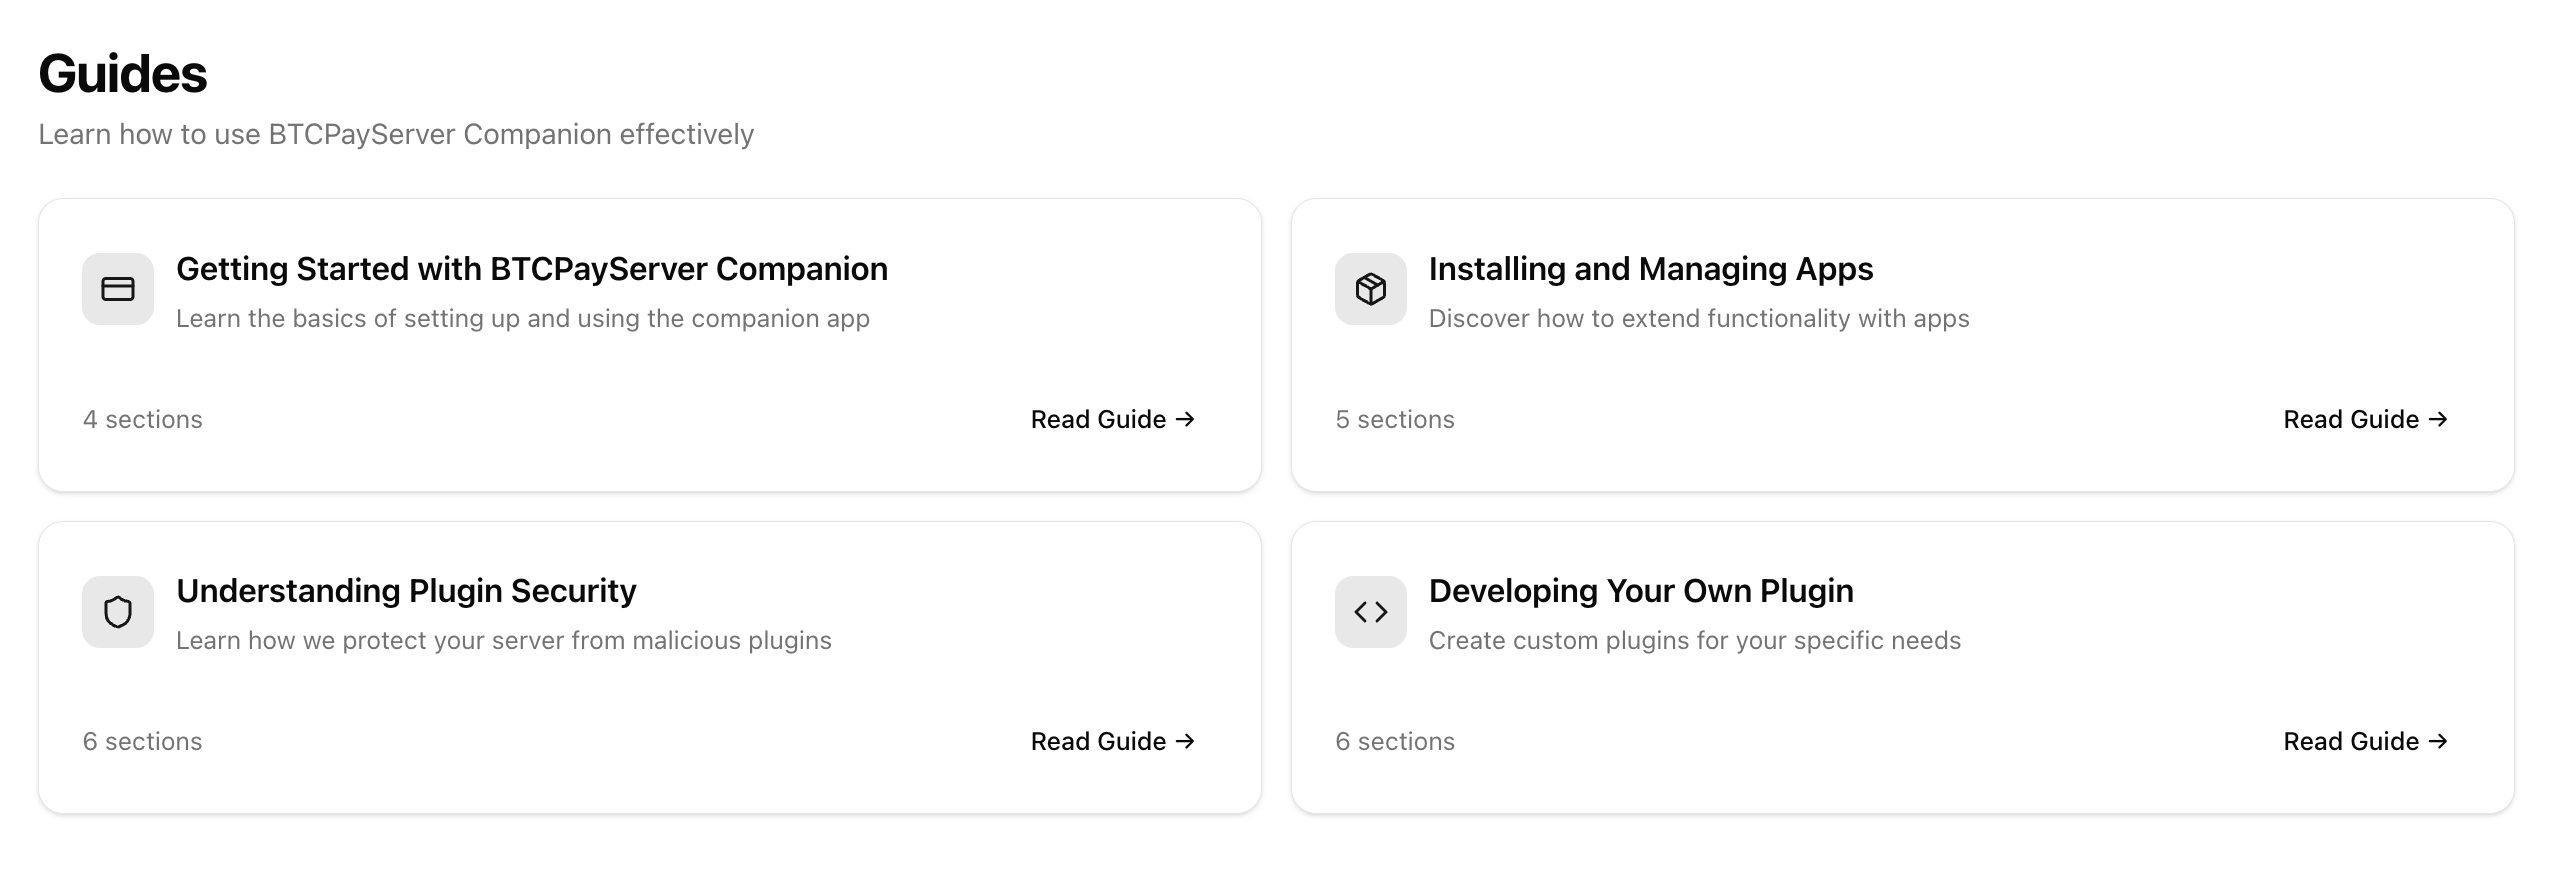 Guides
Learn how to use BTCPayServer Companion effectively
Getting Started with BTCPayServer Companion
Learn the basics of setting up and using the companion app
4 sections
Read Guide →
Installing and Managing Apps
Discover how to extend functionality with apps
5 sections
Read Guide →
Understanding Plugin Security
Learn how we protect your server from malicious plugins
6 sections
Read Guide →
Developing Your Own Plugin
Create custom plugins for your specific needs
6 sections
Read Guide →